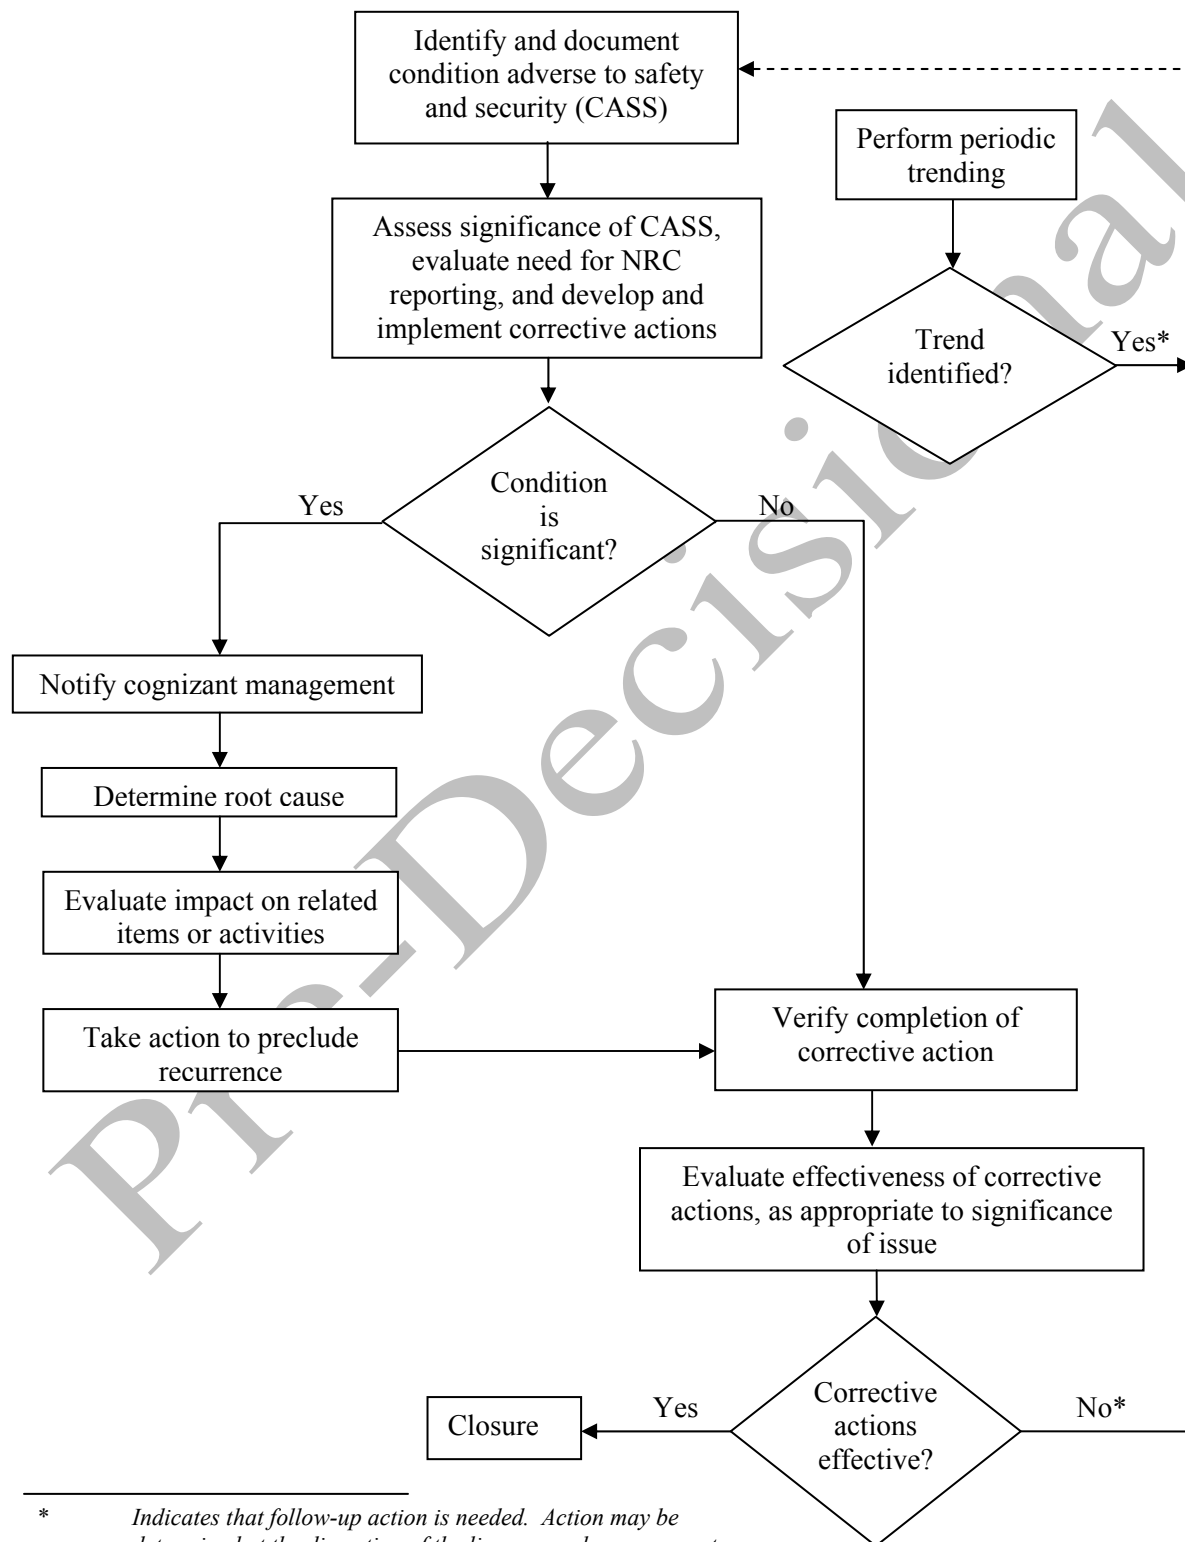 Identify and document
condition adverse to safety
and security (CASS)
Perform periodic
trending
Assess significance of CASS,
evaluate need for NRC
reporting, and develop and
implement corrective actions
Trend
identified?
Yes*
Condition
is
significant?
Yes
No
Notify cognizant management
Determine root cause
Evaluate impact on related
items or activities
Take action to preclude
recurrence
Verify completion of
corrective action
Evaluate effectiveness of corrective
actions, as appropriate to significance
of issue
Corrective
actions
effective?
Yes
No*
Closure
* Indicates that follow-up action is needed. Action may be
Pre-Decisional